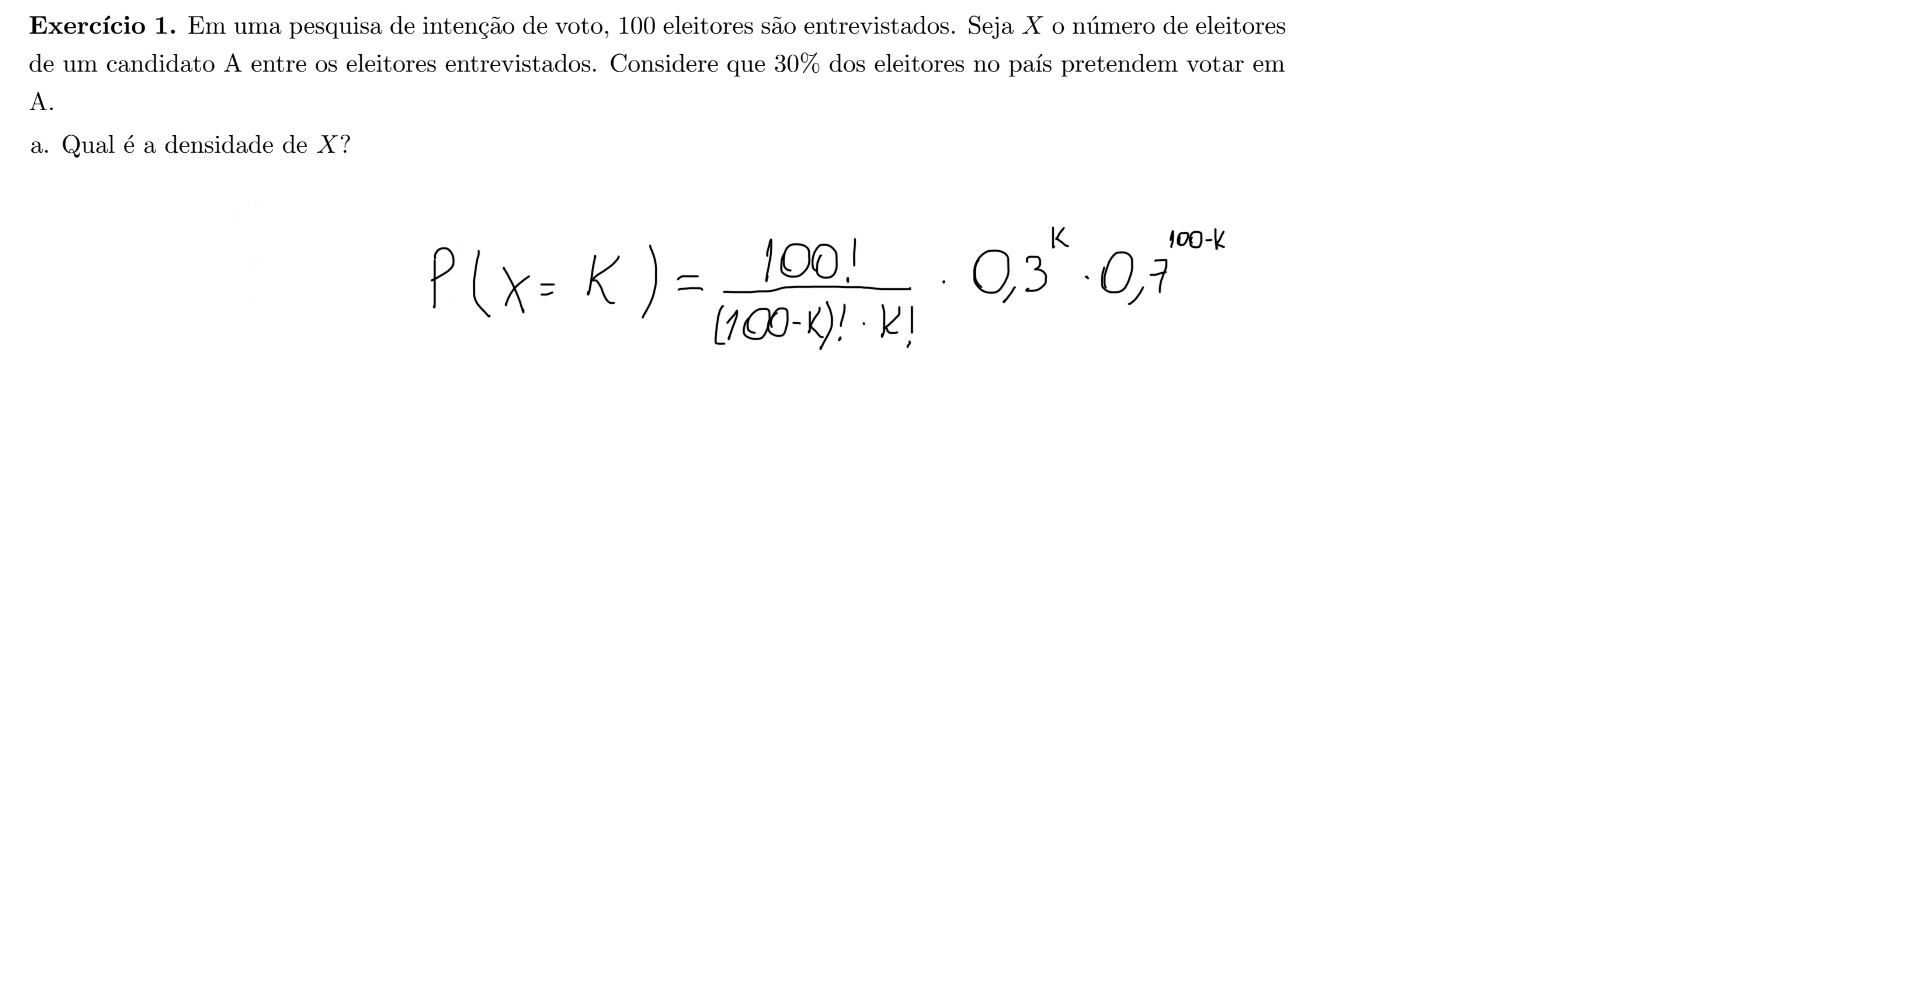 Exercício 1. Em uma pesquisa de intenção de voto, 100 eleitores são entrevistados. Seja X o número de eleitores
de um candidato A entre os eleitores entrevistados. Considere que 30% dos eleitores no país pretendem votar em
A.
a. Qual é a densidade de X?
P(X=K) = \frac{100!}{(100-K)! \cdot K!} \cdot 0,3^{K} \cdot 0,7^{100-K}